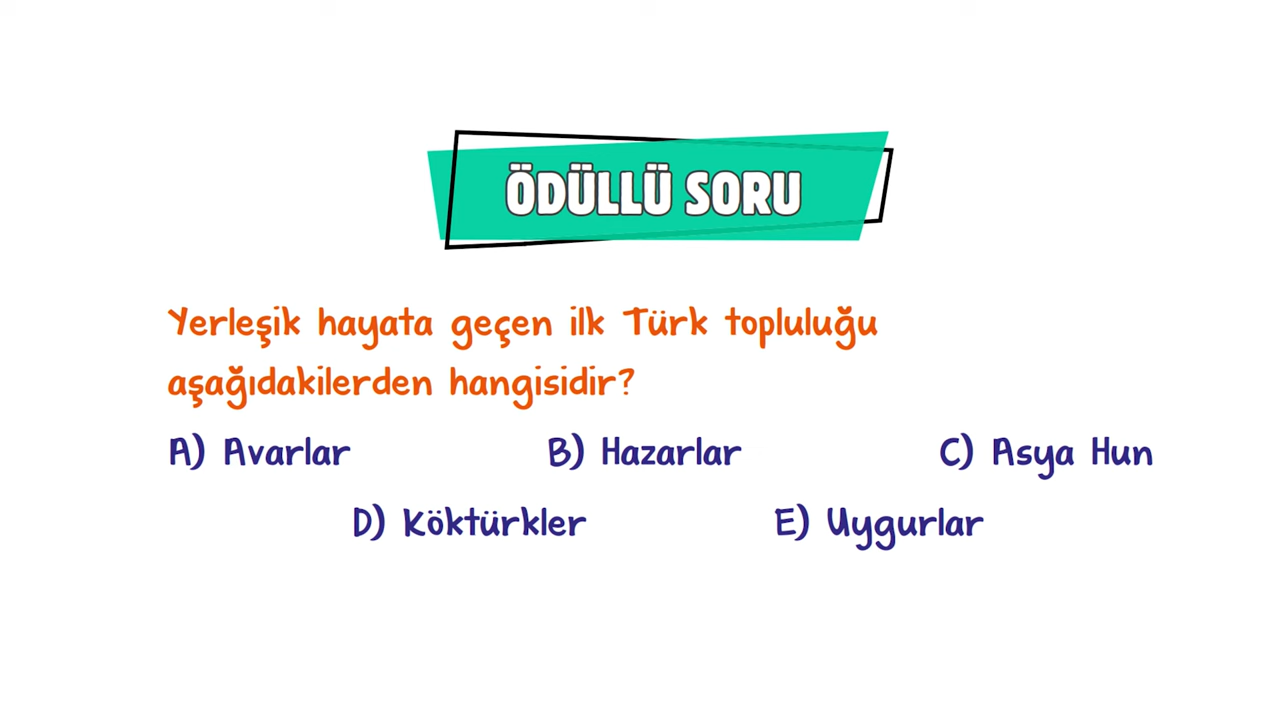 ÖDÜLLÜ SORU
Yerleşik hayata geçen ilk Türk topluluğu
aşağıdakilerden hangisidir?
A) Avarlar B) Hazarlar C) Asya Hun
D) Köktürkler E) Uygurlar